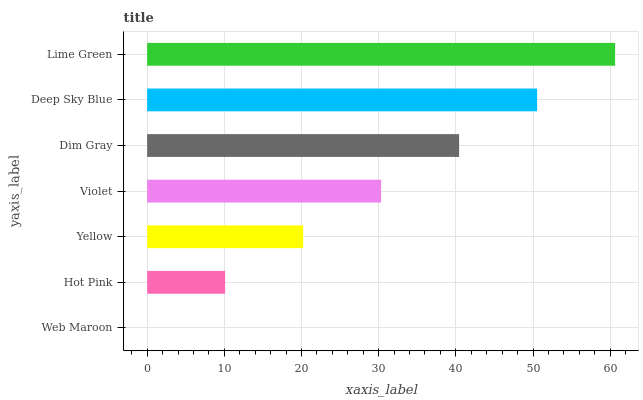 title
Lime Green
Deep Sky Blue
Dim Gray
Violet
Yellow
Hot Pink
Web Maroon
yaxis_label
0 10 20 30 40 50 60
xaxis_label